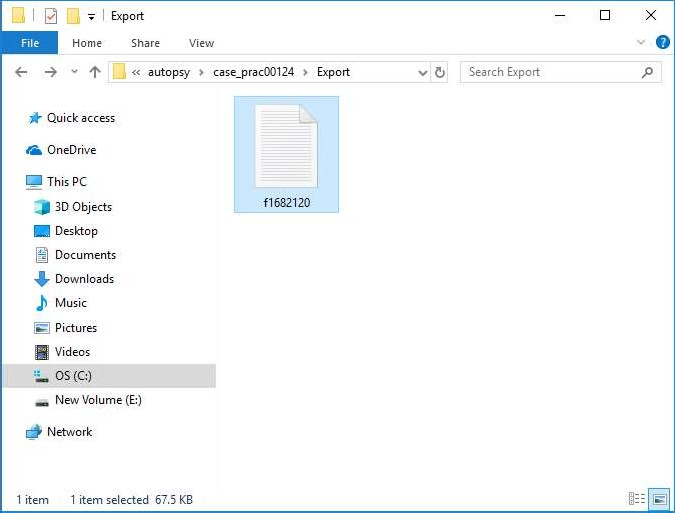 Export
File Home Share View
« autopsy › case_prac00124 › Export
Search Export
Quick access
OneDrive
This PC
3D Objects
Desktop
Documents
Downloads
Music
Pictures
Videos
OS (C:)
New Volume (E:)
Network
f1682120
1 item 1 item selected 67.5 KB